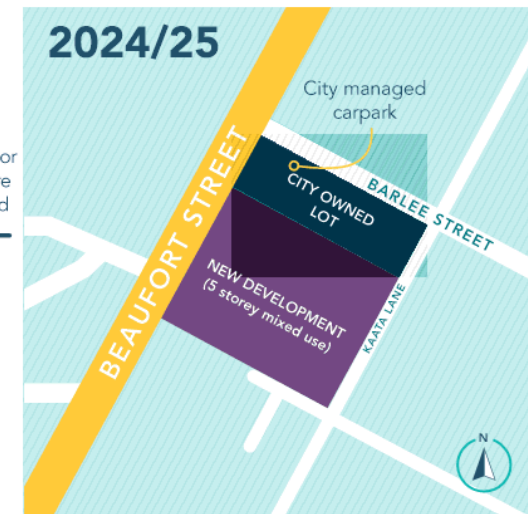 2024/25
City managed
carpark
or
re
d
BEAUFORT STREET
BARLEE STREET
CITY OWNED
LOT
NEW DEVELOPMENT
(5 storey mixed use)
KAATA LANE
N